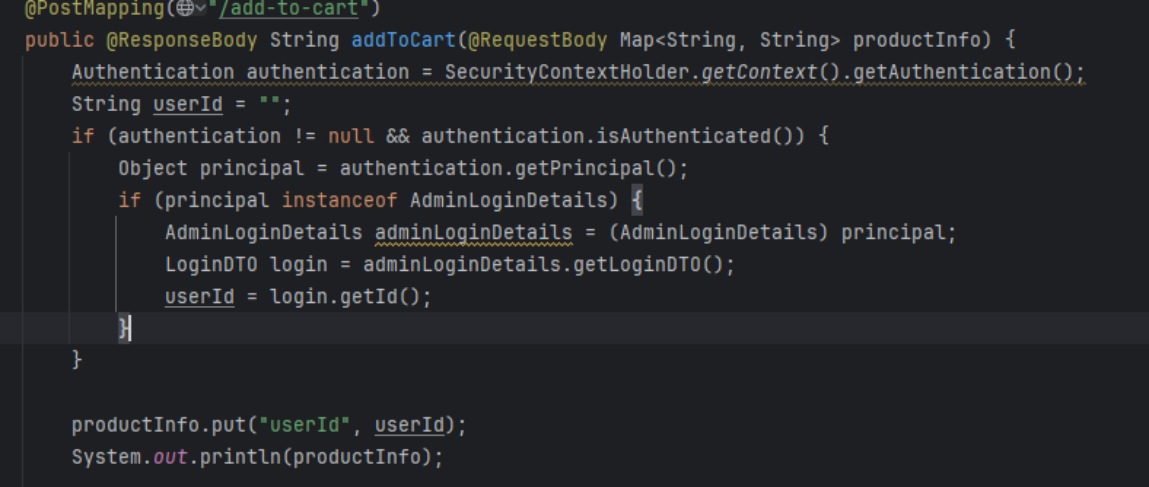 @PostMapping("/add-to-cart")
public @ResponseBody String addToCart(@RequestBody Map<String, String> productInfo) {
    Authentication authentication = SecurityContextHolder.getContext().getAuthentication();
    String userId = "";
    if (authentication != null && authentication.isAuthenticated()) {
        Object principal = authentication.getPrincipal();
        if (principal instanceof AdminLoginDetails) {
            AdminLoginDetails adminLoginDetails = (AdminLoginDetails) principal;
            LoginDTO login = adminLoginDetails.getLoginDTO();
            userId = login.getId();
        }
    }
    productInfo.put("userId", userId);
    System.out.println(productInfo);